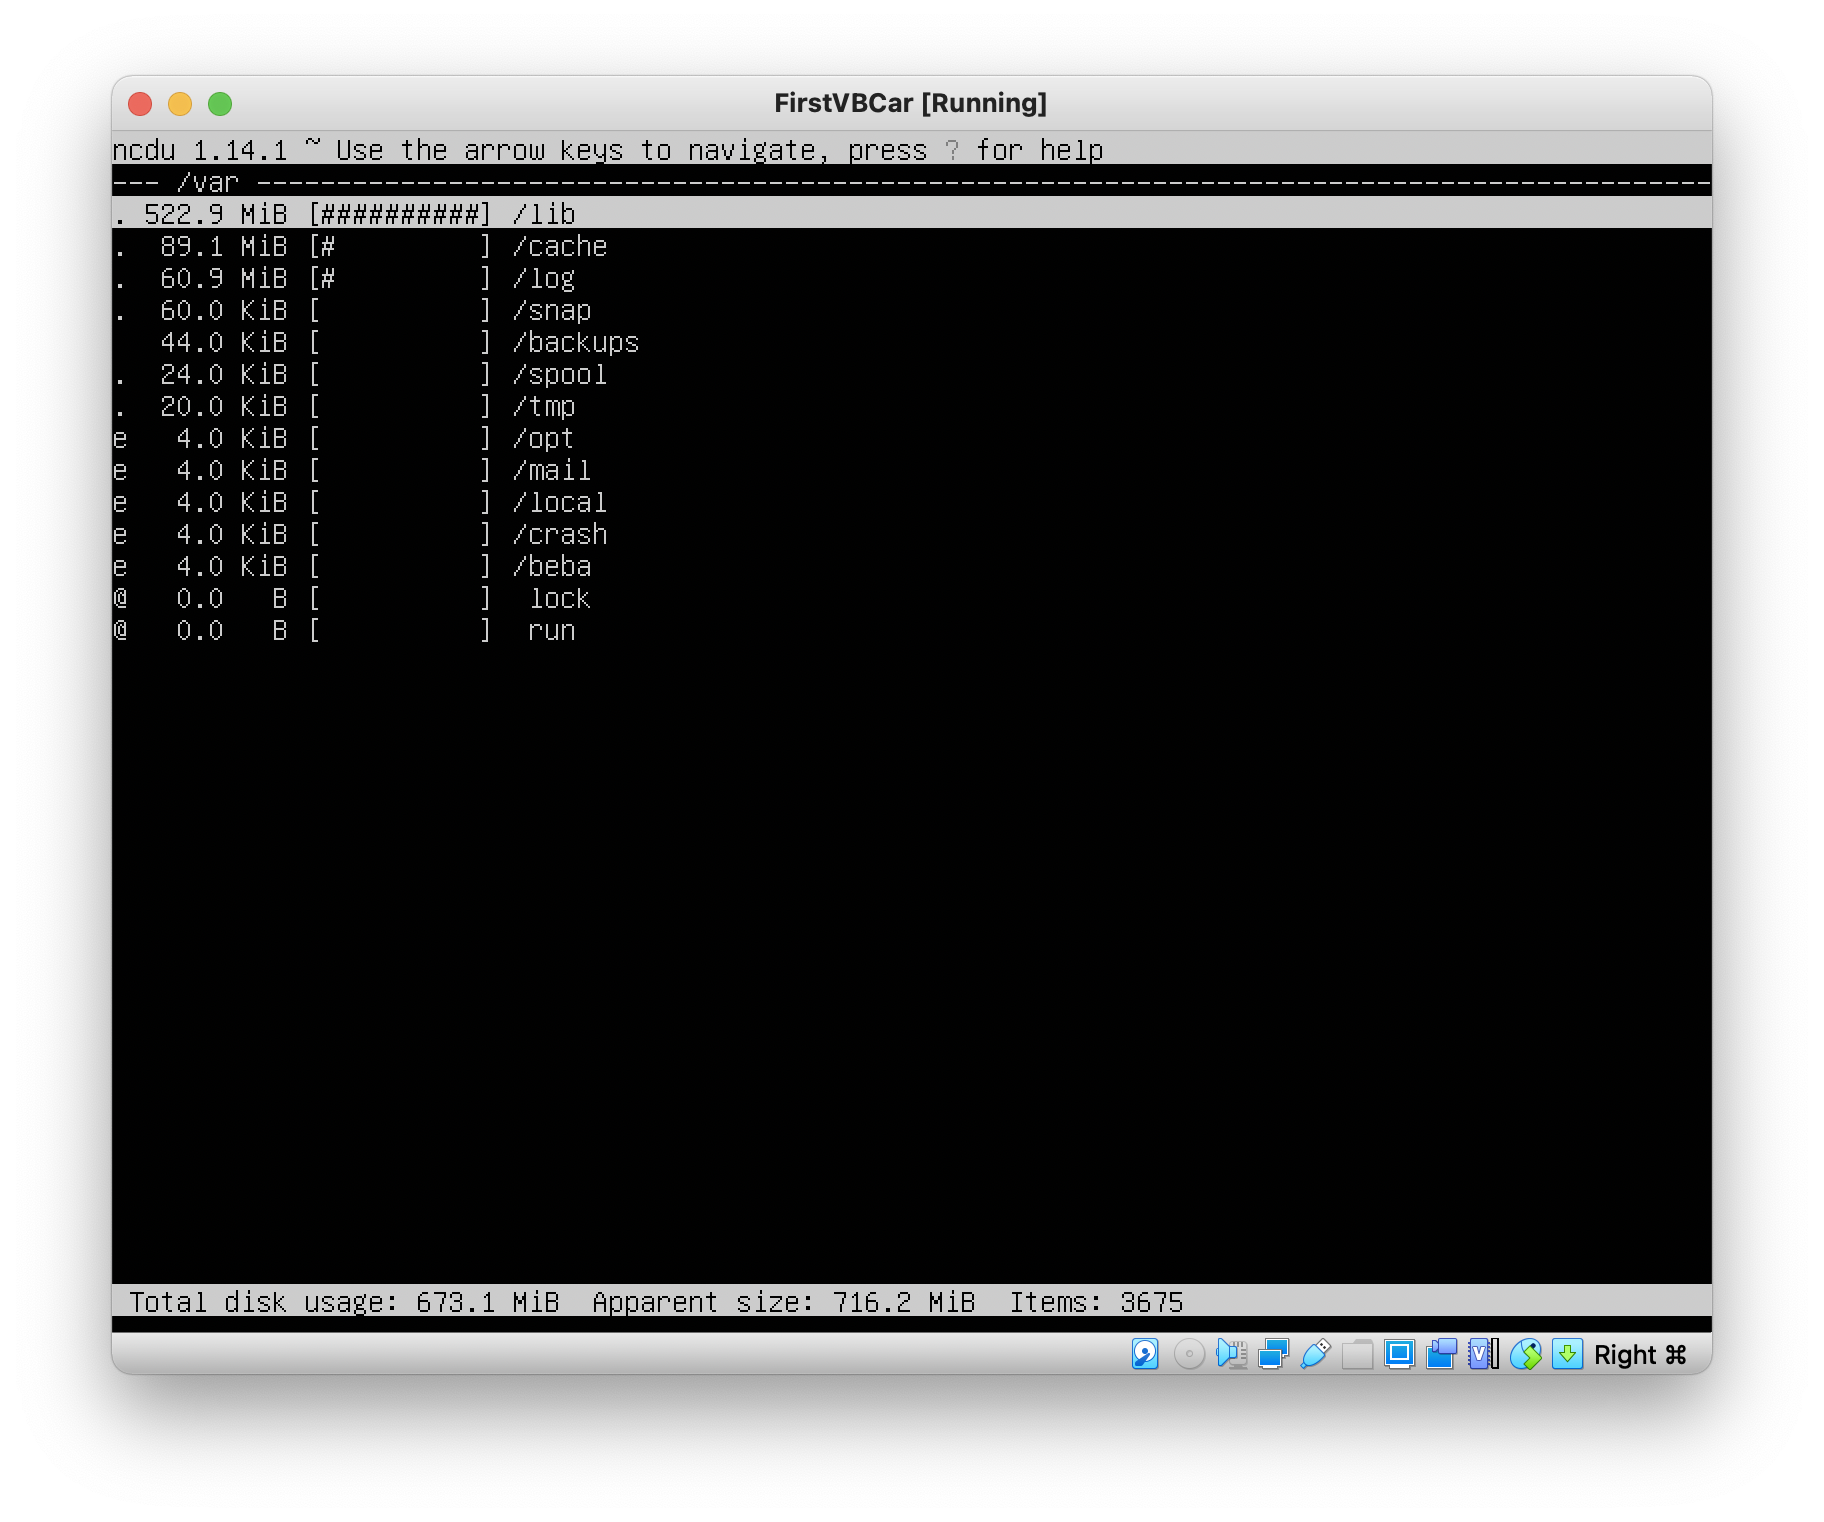 FirstVBCar [Running]
ncdu 1.14.1 ~ Use the arrow keys to navigate, press ? for help
--- /var -------------------------------------------------------------------------------------------
. 522.9 MiB [##########] /lib
.  89.1 MiB [#         ] /cache
.  60.9 MiB [#         ] /log
.  60.0 KiB [          ] /snap
   44.0 KiB [          ] /backups
.  24.0 KiB [          ] /spool
.  20.0 KiB [          ] /tmp
e   4.0 KiB [          ] /opt
e   4.0 KiB [          ] /mail
e   4.0 KiB [          ] /local
e   4.0 KiB [          ] /crash
e   4.0 KiB [          ] /beba
@   0.0   B [          ]  lock
@   0.0   B [          ]  run
Total disk usage: 673.1 MiB  Apparent size: 716.2 MiB  Items: 3675
Right ⌘